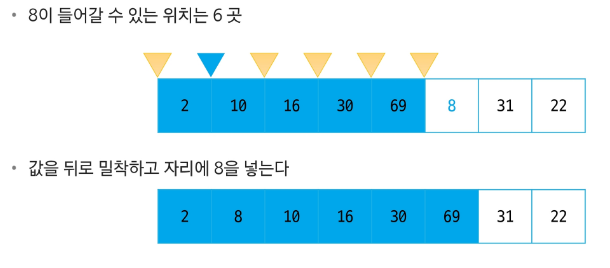 • 8이 들어갈 수 있는 위치는 6 곳
2 10 16 30 69 8 31 22
• 값을 뒤로 밀착하고 자리에 8을 넣는다
2 8 10 16 30 69 31 22